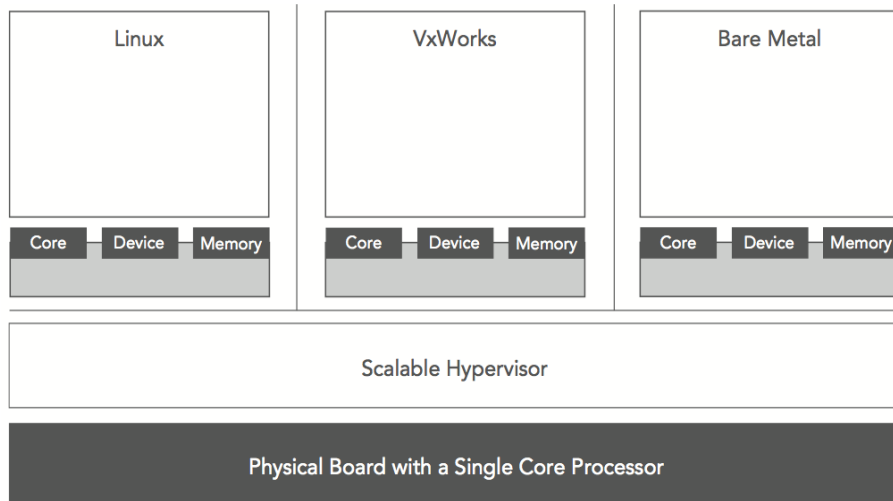 Linux
VxWorks
Bare Metal
Core Device Memory
Core Device Memory
Core Device Memory
Scalable Hypervisor
Physical Board with a Single Core Processor